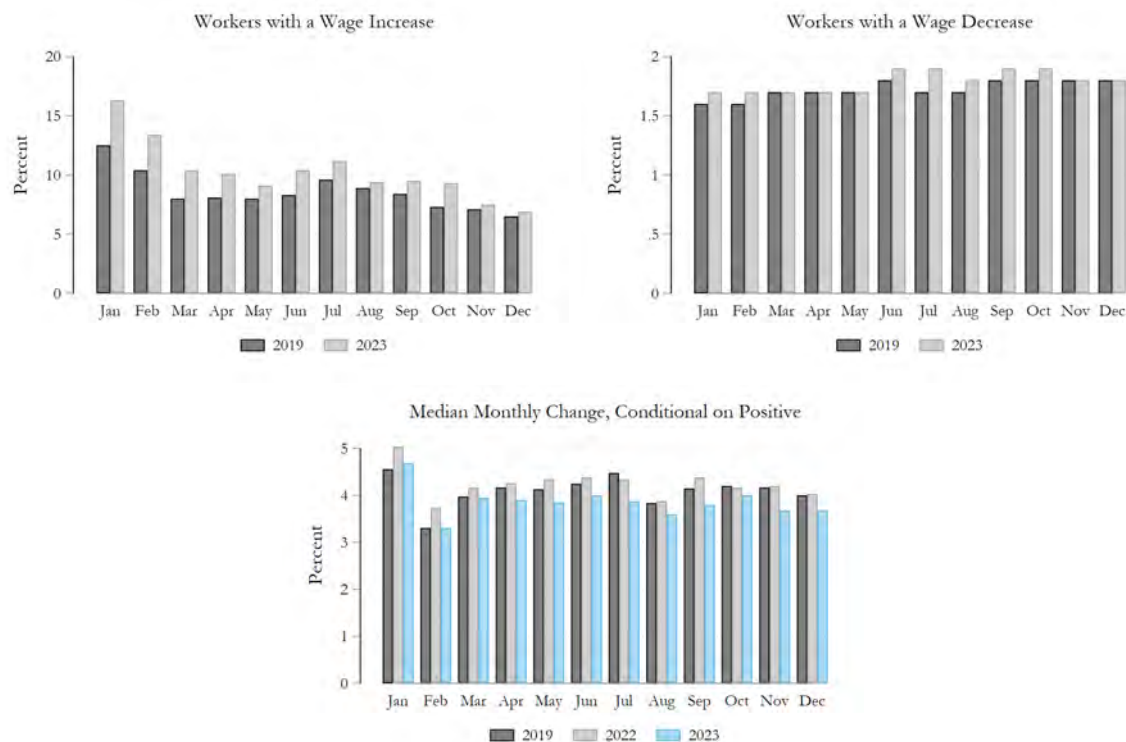 Workers with a Wage Increase
Percent
20
15
10
5
0
Jan Feb Mar Apr May Jun Jul Aug Sep Oct Nov Dec
2019 2023
Workers with a Wage Decrease
Percent
2
1.5
1
.5
0
Jan Feb Mar Apr May Jun Jul Aug Sep Oct Nov Dec
2019 2023
Median Monthly Change, Conditional on Positive
Percent
5
4
3
2
1
0
Jan Feb Mar Apr May Jun Jul Aug Sep Oct Nov Dec
2019 2022 2023